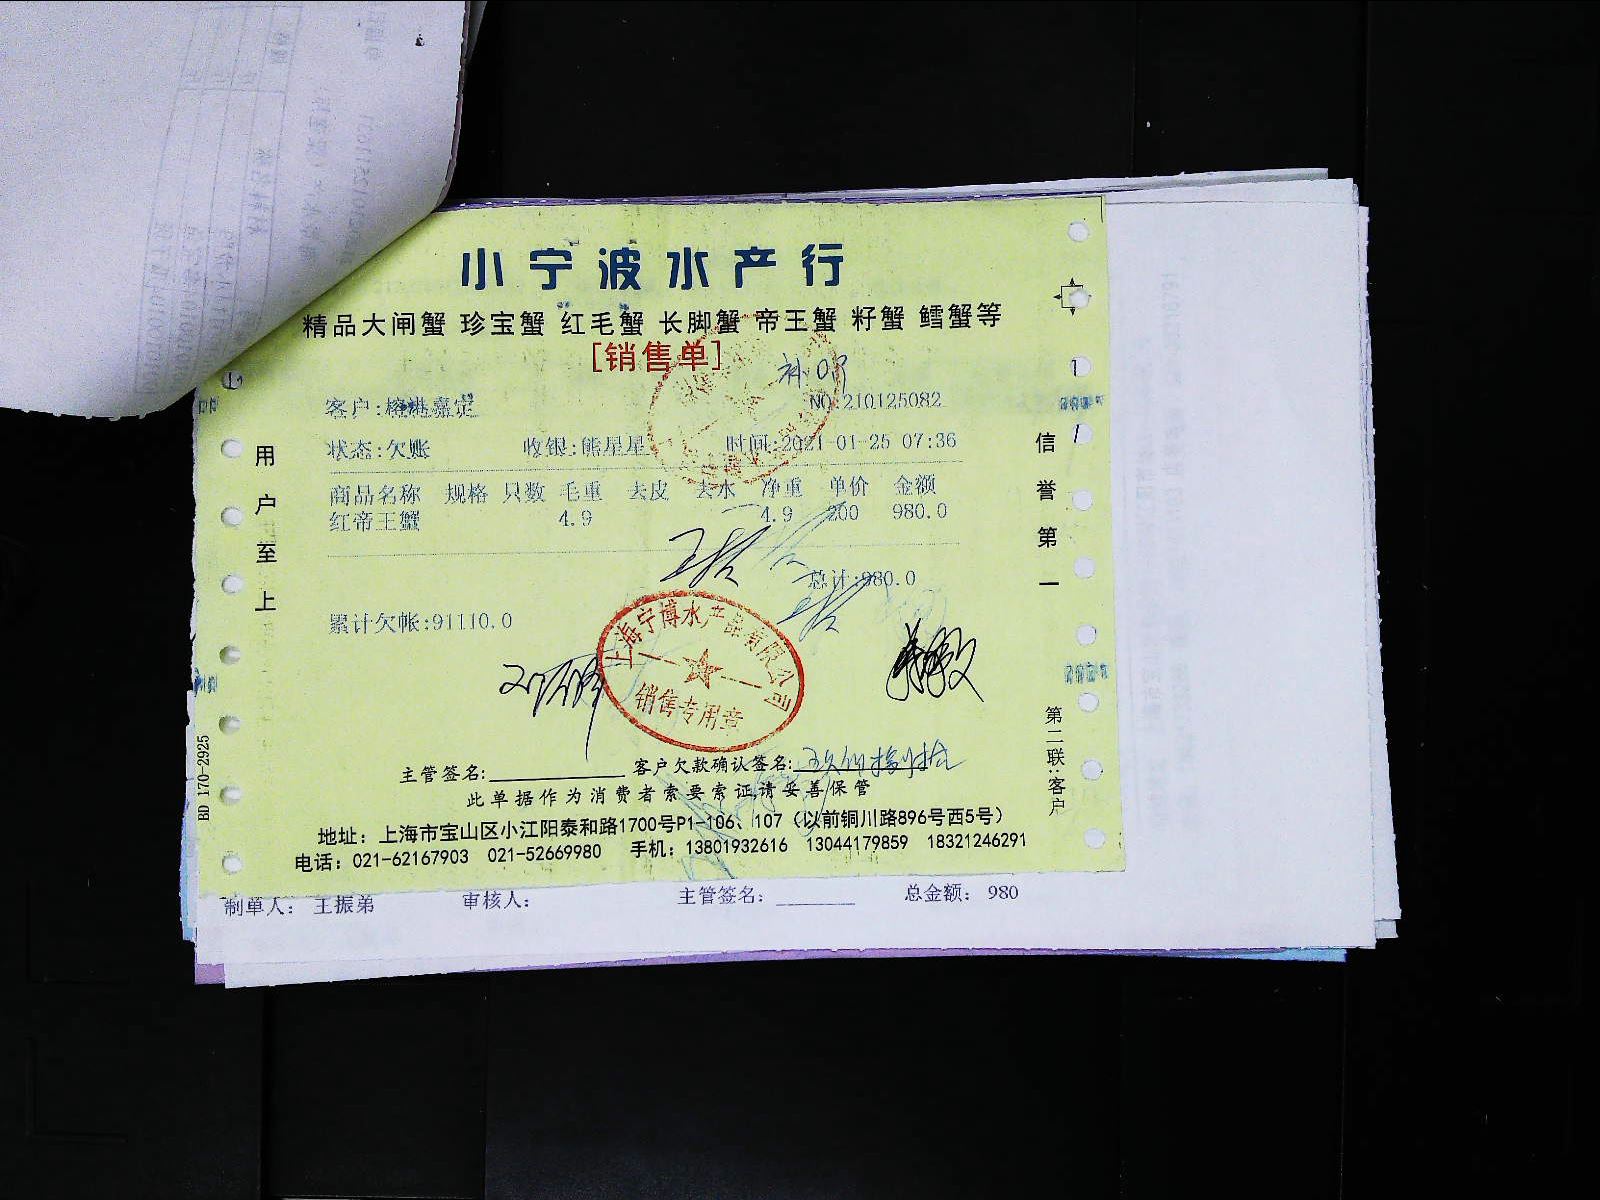 小宁波水产行
精品大闸蟹 珍宝蟹 红毛蟹 长脚蟹 帝王蟹 籽蟹 鳕蟹等
[销售单]
补.
客户:榕港嘉定 NO:210125082
状态:欠账 收银:熊星星 时间:2021-01-25 07:36
商品名称 规格 只数 毛重 去皮 去水 净重 单价 金额
红帝王蟹 4.9 4.9 200 980.0
总计:980.0
累计欠帐:91110.0
上海宁博水产品有限公司
销售专用章
主管签名: 客户欠款确认签名:
此单据作为消费者索要索证请妥善保管
地址：上海市宝山区小江阳泰和路1700号P1-106、107（以前铜川路896号西5号）
电话：021-62167903 021-52669980 手机：13801932616 13044179859 18321246291
用户至上
信誉第一
第二联:客户
BD 170-2925
制单人： 王振弟 审核人： 主管签名： 总金额： 980